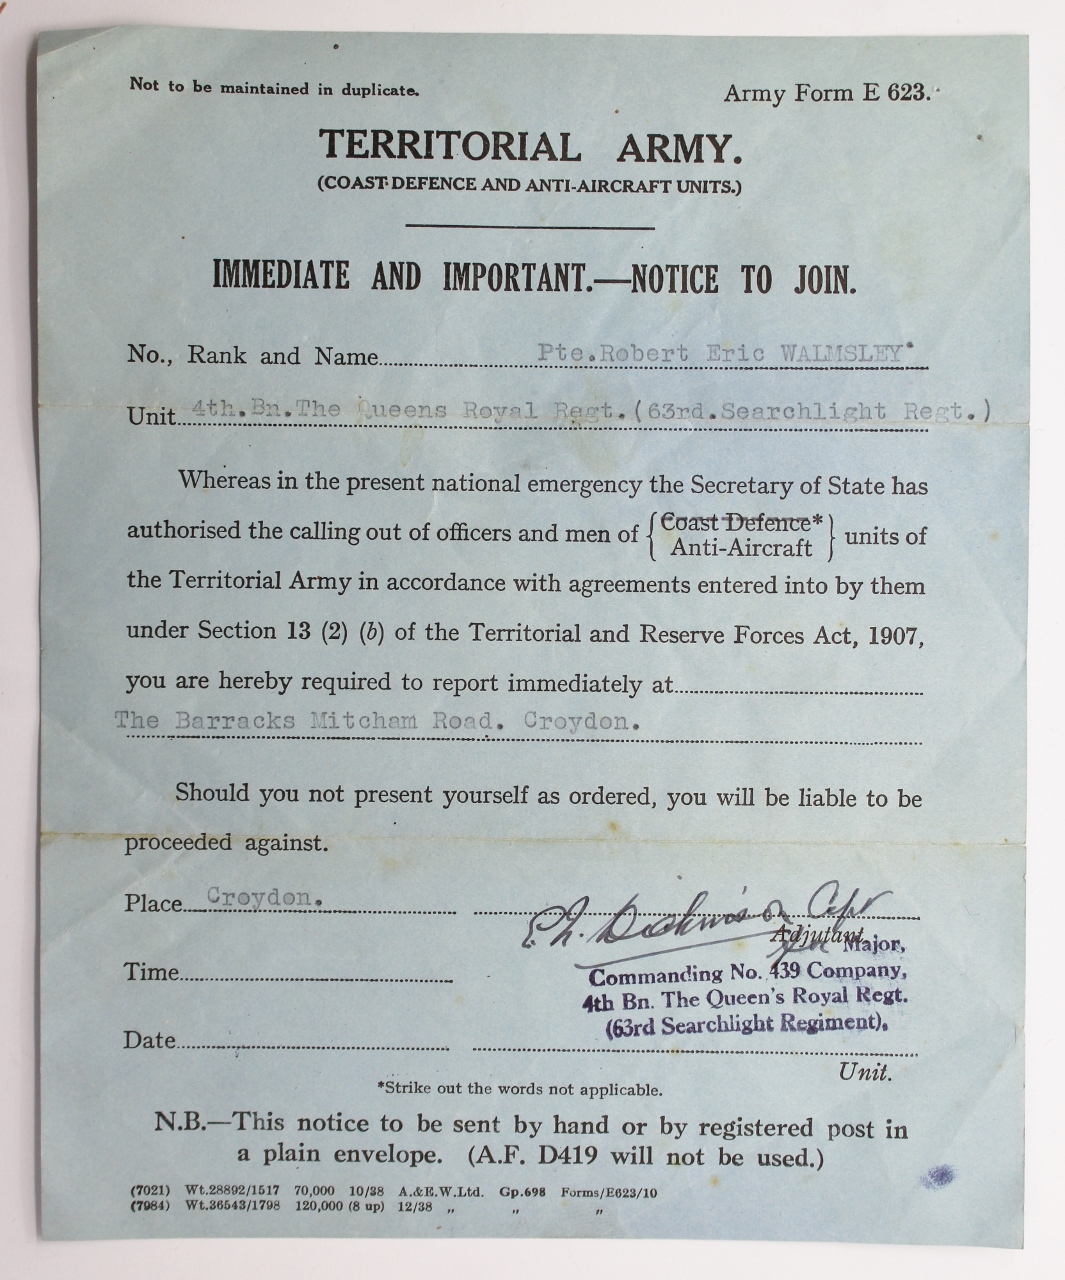 Not to be maintained in duplicate.
Army Form E 623.
TERRITORIAL ARMY.
(COAST DEFENCE AND ANTI-AIRCRAFT UNITS.)
IMMEDIATE AND IMPORTANT.—NOTICE TO JOIN.
No., Rank and Name Pte.Robert Eric WALMSLEY
Unit 4th.Bn.The Queens Royal Regt.(63rd.Searchlight Regt.)
Whereas in the present national emergency the Secretary of State has
authorised the calling out of officers and men of { Coast Defence*
Anti-Aircraft } units of
the Territorial Army in accordance with agreements entered into by them
under Section 13 (2) (b) of the Territorial and Reserve Forces Act, 1907,
you are hereby required to report immediately at
The Barracks Mitcham Road. Croydon.
Should you not present yourself as ordered, you will be liable to be
proceeded against.
Place Croydon.
Capt
Adjutant
Major,
Time
Commanding No. 439 Company,
4th Bn. The Queen's Royal Regt.
(63rd Searchlight Regiment).
Date
Unit.
*Strike out the words not applicable.
N.B.—This notice to be sent by hand or by registered post in
a plain envelope. (A.F. D419 will not be used.)
(7021) Wt.28892/1517 70,000 10/38 A.&E.W.Ltd. Gp.698 Forms/E623/10
(7984) Wt.36543/1798 120,000 (8 up) 12/38 „ „ „